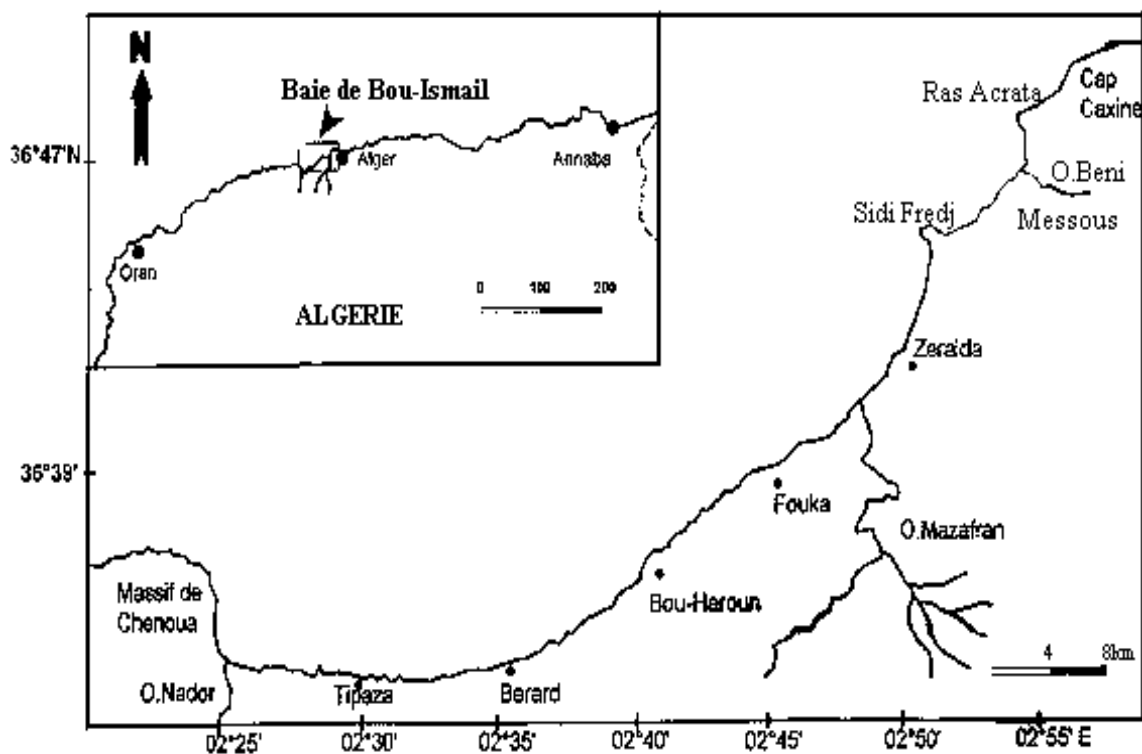 N
Baie de Bou-Ismail
36°47'N
Alger
Annaba
Oran
0 100 200
ALGERIE
Cap
Caxine
Ras Acrata
O.Beni
Messous
Sidi Fredj
Zeralda
36°39'
Fouka
O.Mazafran
Bou-Haroun
Massif de
Chenoua
4 8km
O.Nador
Tipaza
Berard
02°25' 02°30' 02°35' 02°40' 02°45' 02°50' 02°55' E